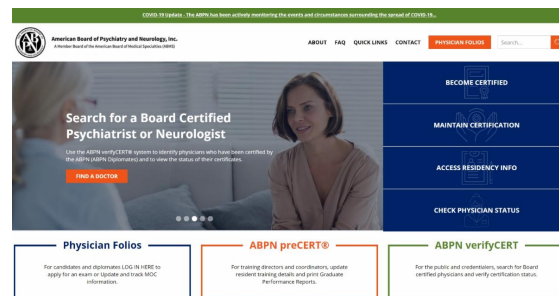 COVID-19 Update - The ABPN has been actively monitoring the events and circumstances surrounding the spread of COVID-19...
American Board of Psychiatry and Neurology, Inc.
A Member Board of the American Board of Medical Specialties (ABMS)
ABOUT FAQ QUICK LINKS CONTACT PHYSICIAN FOLIOS Search...
Search for a Board Certified
Psychiatrist or Neurologist
Use the ABPN verifyCERT® system to identify physicians who have been certified by
the ABPN (ABPN Diplomates) and to view the status of their certificates.
FIND A DOCTOR
BECOME CERTIFIED
MAINTAIN CERTIFICATION
ACCESS RESIDENCY INFO
CHECK PHYSICIAN STATUS
Physician Folios
For candidates and diplomates LOG IN HERE to
apply for an exam or Update and track MOC
information.
ABPN preCERT®
For training directors and coordinators, update
resident training details and print Graduate
Performance Reports.
ABPN verifyCERT
For the public and credentialers, search for Board
certified physicians and verify certification status.